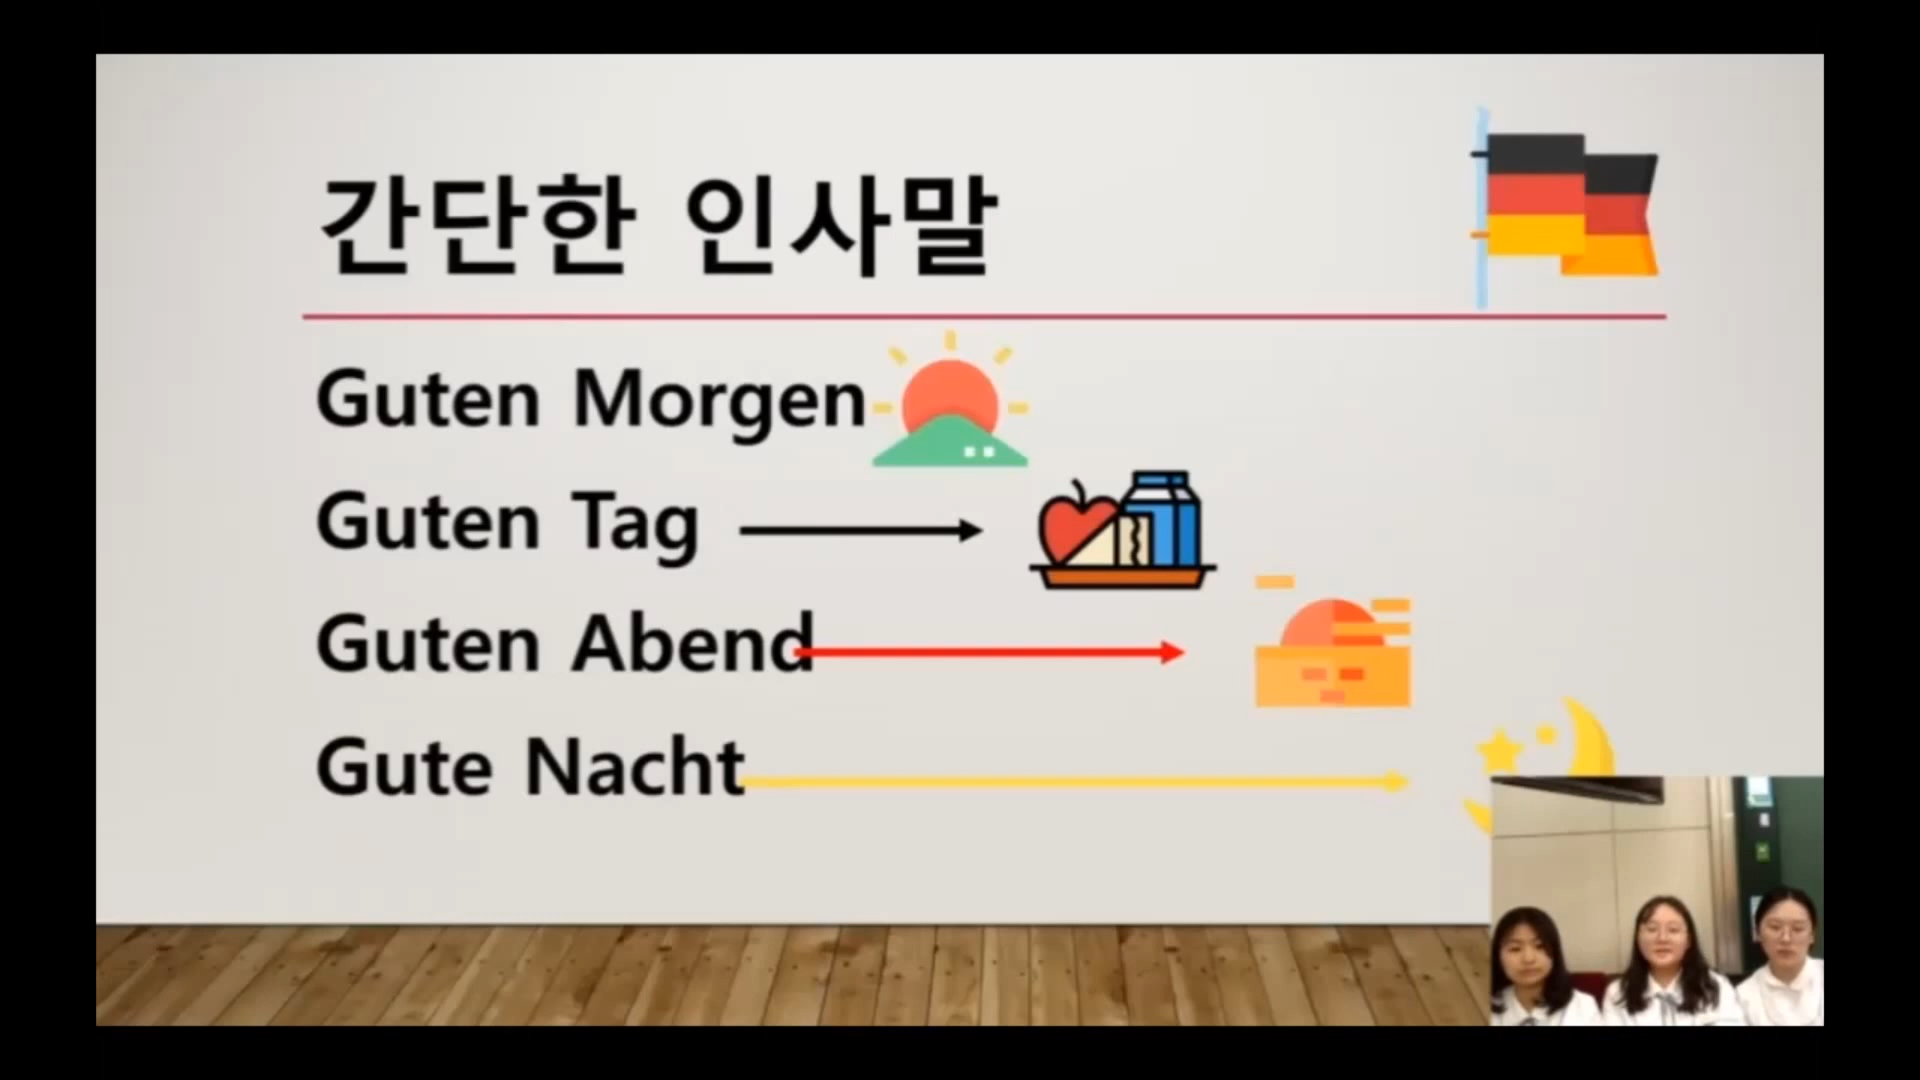 간단한 인사말
Guten Morgen
Guten Tag
Guten Abend
Gute Nacht